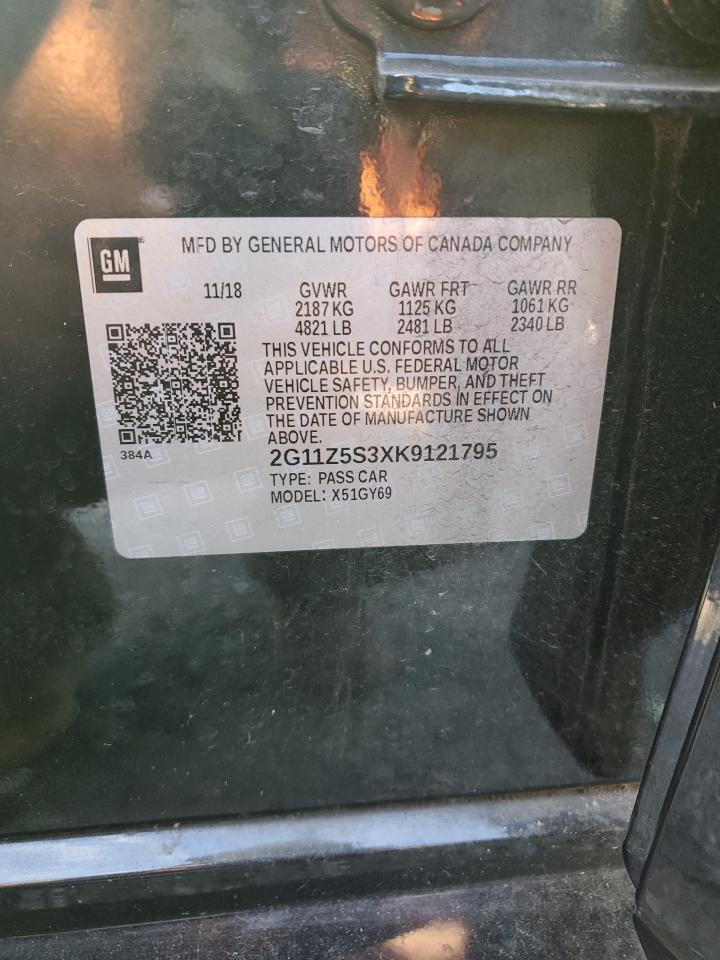 GM
MFD BY GENERAL MOTORS OF CANADA COMPANY
11/18 GVWR GAWR FRT GAWR RR
2187 KG 1125 KG 1061 KG
4821 LB 2481 LB 2340 LB
THIS VEHICLE CONFORMS TO ALL
APPLICABLE U.S. FEDERAL MOTOR
VEHICLE SAFETY, BUMPER, AND THEFT
PREVENTION STANDARDS IN EFFECT ON
THE DATE OF MANUFACTURE SHOWN
ABOVE.
384A
2G11Z5S3XK9121795
TYPE: PASS CAR
MODEL: X51GY69